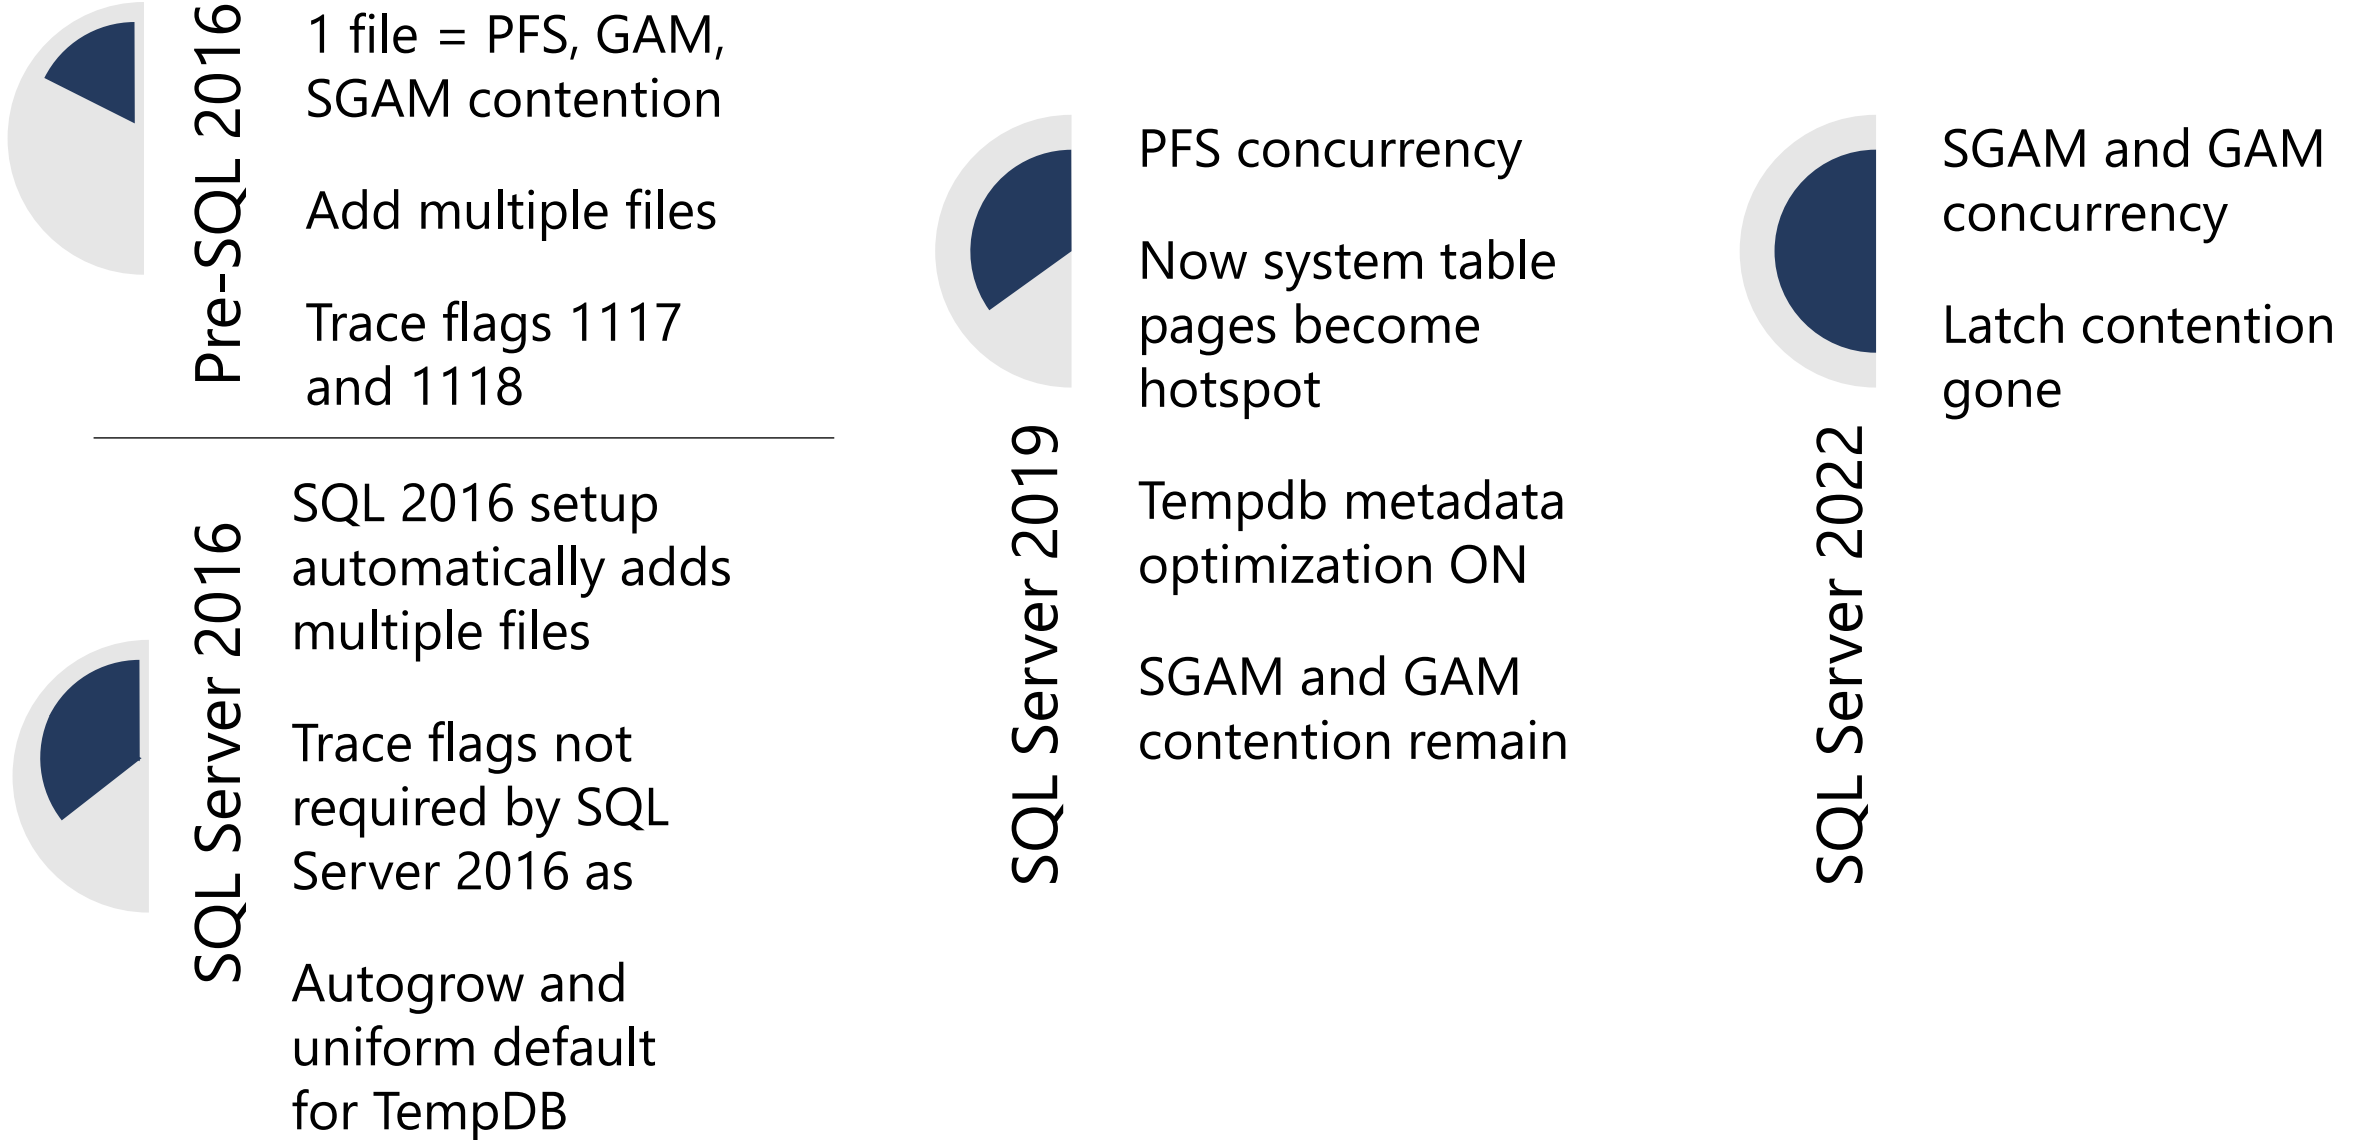 Pre-SQL 2016
1 file = PFS, GAM,
SGAM contention
Add multiple files
Trace flags 1117
and 1118
SQL Server 2016
SQL 2016 setup
automatically adds
multiple files
Trace flags not
required by SQL
Server 2016 as
Autogrow and
uniform default
for TempDB
SQL Server 2019
PFS concurrency
Now system table
pages become
hotspot
Tempdb metadata
optimization ON
SGAM and GAM
contention remain
SQL Server 2022
SGAM and GAM
concurrency
Latch contention
gone